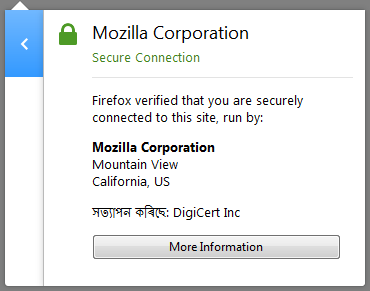 Mozilla Corporation
Secure Connection
Firefox verified that you are securely
connected to this site, run by:
Mozilla Corporation
Mountain View
California, US
সত্যাপন কৰিছে: DigiCert Inc
More Information